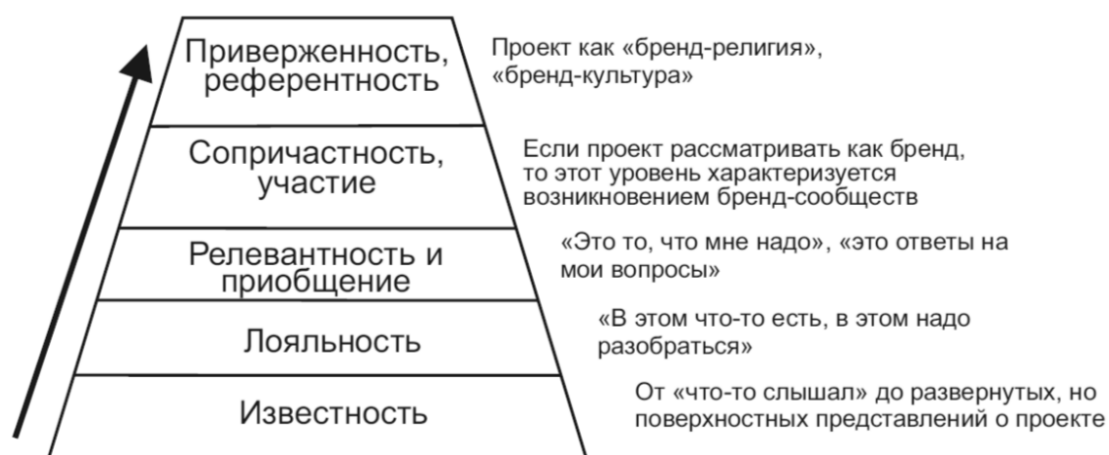 Приверженность,
референтность
Проект как «бренд-религия»,
«бренд-культура»
Сопричастность,
участие
Если проект рассматривать как бренд,
то этот уровень характеризуется
возникновением бренд-сообществ
Релевантность и
приобщение
«Это то, что мне надо», «это ответы на
мои вопросы»
Лояльность
«В этом что-то есть, в этом надо
разобраться»
Известность
От «что-то слышал» до развернутых, но
поверхностных представлений о проекте